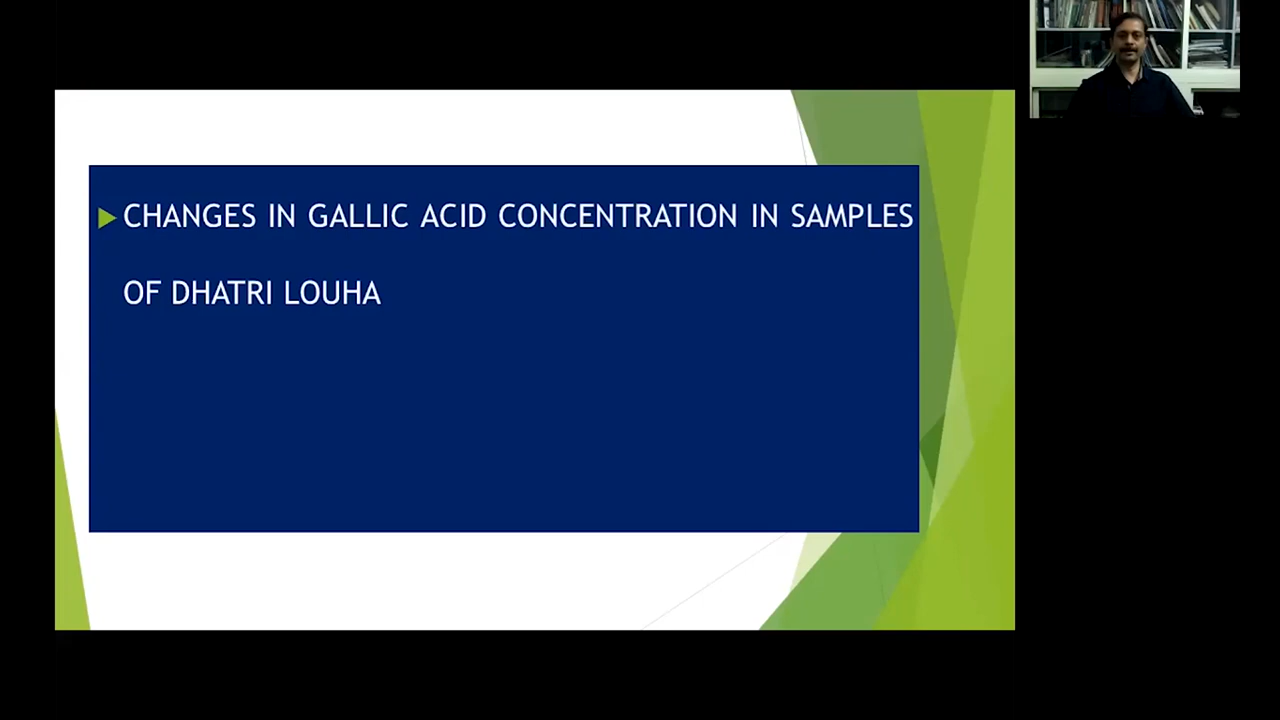 CHANGES IN GALLIC ACID CONCENTRATION IN SAMPLES
OF DHATRI LOUHA